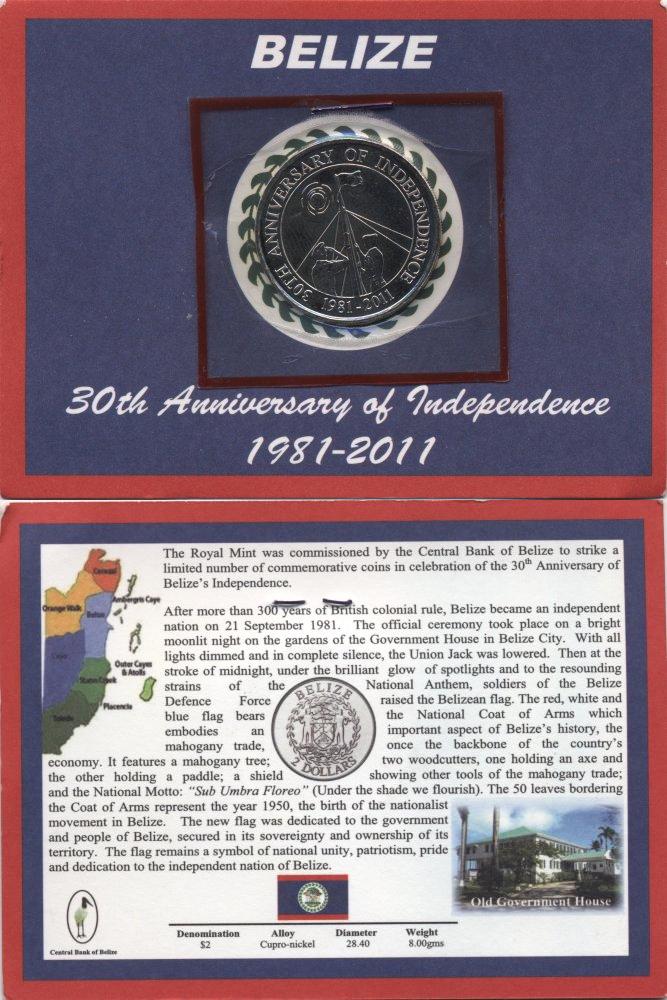 BELIZE
30TH ANNIVERSARY OF INDEPENDENCE
1981-2011
30th Anniversary of Independence
1981-2011
The Royal Mint was commissioned by the Central Bank of Belize to strike a
limited number of commemorative coins in celebration of the 30th Anniversary of
Belize's Independence.
Corozal
Orange Walk
Ambergris Caye
Belize
Cayo
Outer Cayes
& Atolls
Stann Creek
Placencia
Toledo
After more than 300 years of British colonial rule, Belize became an independent
nation on 21 September 1981. The official ceremony took place on a bright
moonlit night on the gardens of the Government House in Belize City. With all
lights dimmed and in complete silence, the Union Jack was lowered. Then at the
stroke of midnight, under the brilliant glow of spotlights and to the resounding
strains of the National Anthem, soldiers of the Belize
Defence Force raised the Belizean flag. The red, white and
blue flag bears the National Coat of Arms which
embodies an important aspect of Belize's history, the
mahogany trade, once the backbone of the country's
economy. It features a mahogany tree; two woodcutters, one holding an axe and
the other holding a paddle; a shield showing other tools of the mahogany trade;
and the National Motto: "Sub Umbra Floreo" (Under the shade we flourish). The 50 leaves bordering
the Coat of Arms represent the year 1950, the birth of the nationalist
movement in Belize. The new flag was dedicated to the government
and people of Belize, secured in its sovereignty and ownership of its
territory. The flag remains a symbol of national unity, patriotism, pride
and dedication to the independent nation of Belize.
BELIZE
2 DOLLARS
Old Government House
Central Bank of Belize
Denomination Alloy Diameter Weight
$2 Cupro-nickel 28.40 8.00gms